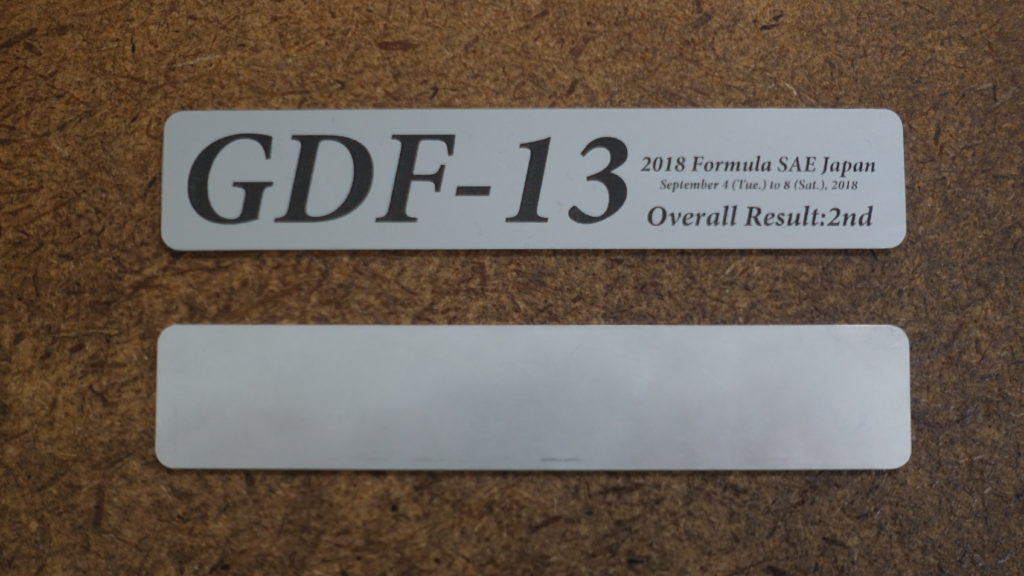 GDF-13
2018 Formula SAE Japan
September 4 (Tue.) to 8 (Sat.), 2018
Overall Result:2nd